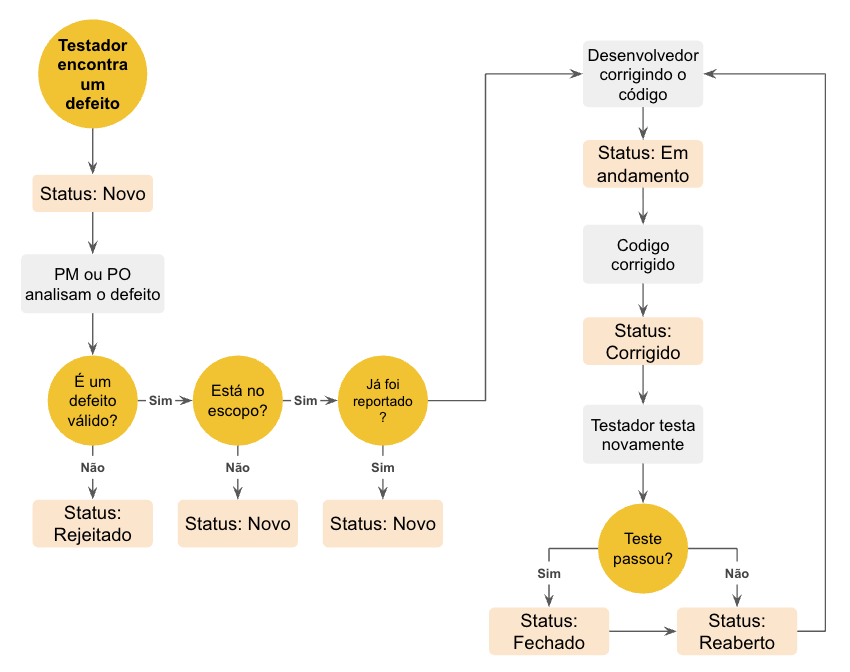 Testador
encontra
um
defeito
Status: Novo
PM ou PO
analisam o defeito
É um
defeito
válido?
Sim
Está no
escopo?
Sim
Já foi
reportado
?
Não
Não
Sim
Status:
Rejeitado
Status: Novo
Status: Novo
Desenvolvedor
corrigindo o
código
Status: Em
andamento
Codigo
corrigido
Status:
Corrigido
Testador testa
novamente
Teste
passou?
Sim
Não
Status:
Fechado
Status:
Reaberto